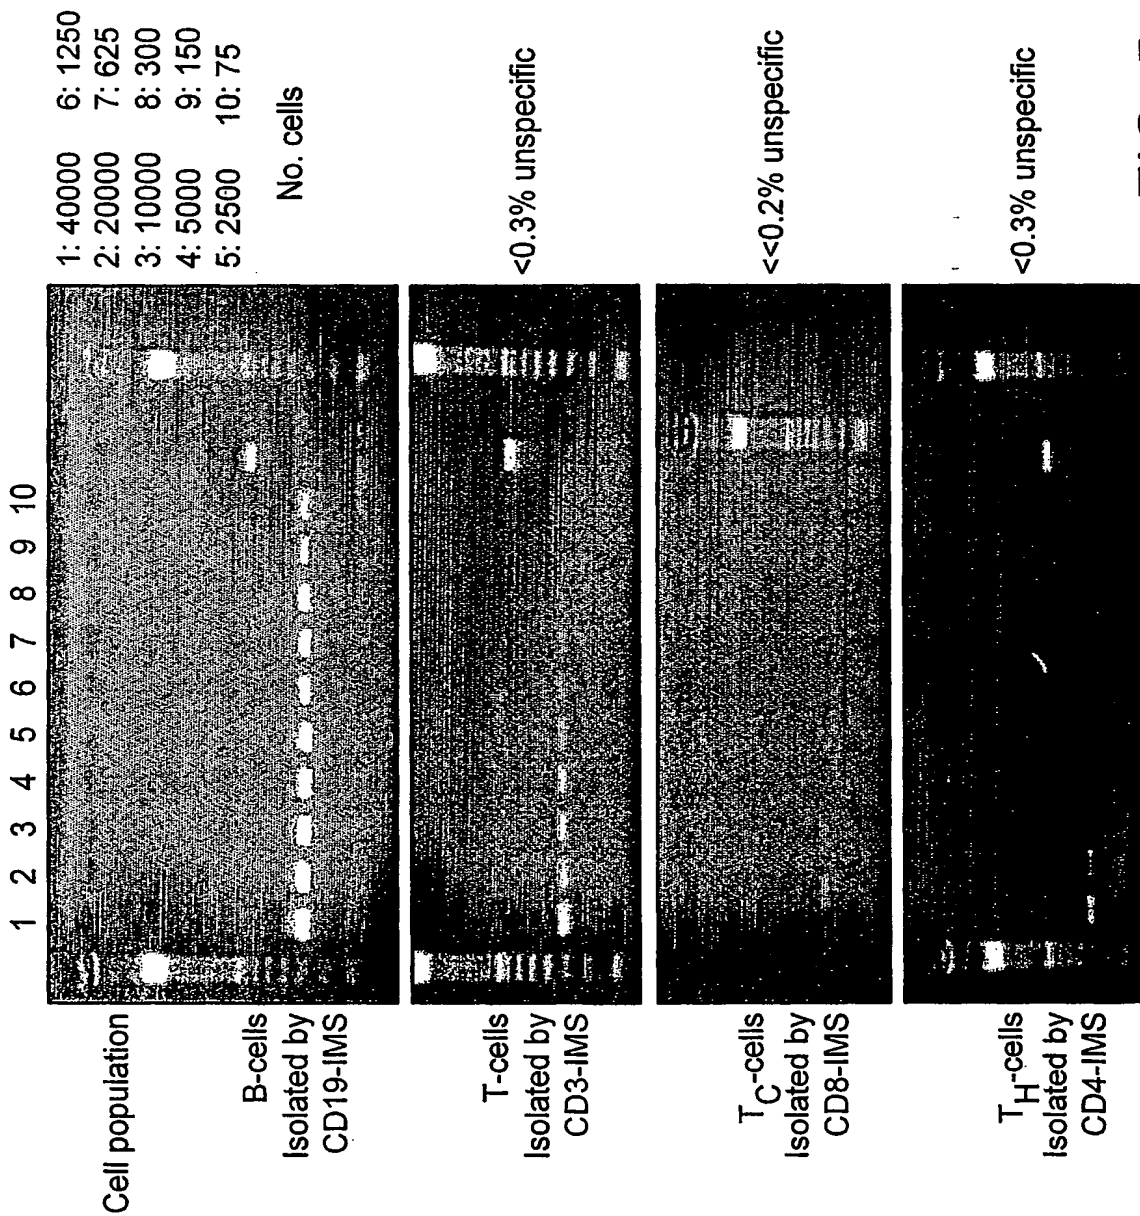 1: 40000 6: 1250
2: 20000 7: 625
3: 10000 8: 300
4: 5000 9: 150
5: 2500 10: 75
No. cells
1 2 3 4 5 6 7 8 9 10
Cell population
B-cells
Isolated by
CD19-IMS
T-cells
Isolated by
CD3-IMS
<0.3% unspecific
TC-cells
Isolated by
CD8-IMS
<<0.2% unspecific
TH-cells
Isolated by
CD4-IMS
<0.3% unspecific